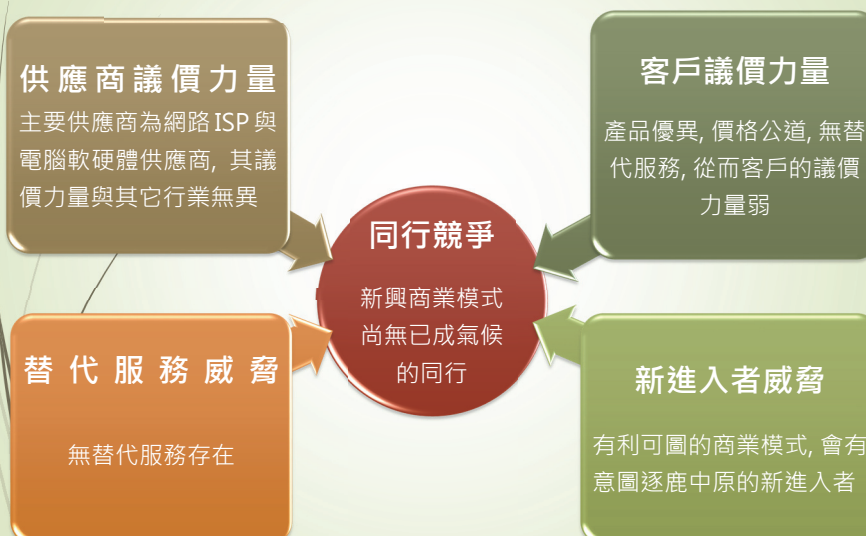 供應商議價力量
主要供應商為網路ISP與
電腦軟硬體供應商, 其議
價力量與其它行業無異
客戶議價力量
產品優異, 價格公道, 無替
代服務, 從而客戶的議價
力量弱
同行競爭
新興商業模式
尚無已成氣候
的同行
替代服務威脅
無替代服務存在
新進入者威脅
有利可圖的商業模式, 會有
意圖逐鹿中原的新進入者